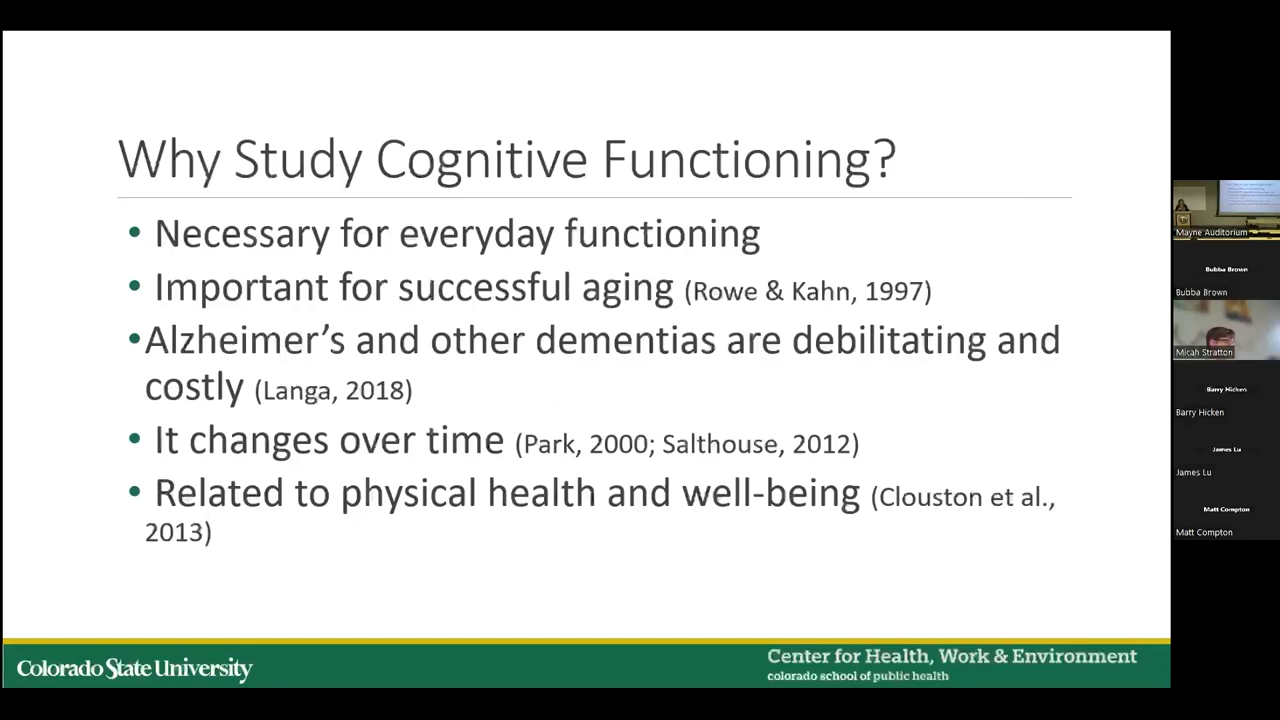 Why Study Cognitive Functioning?
• Necessary for everyday functioning
• Important for successful aging (Rowe & Kahn, 1997)
•Alzheimer’s and other dementias are debilitating and
costly (Langa, 2018)
• It changes over time (Park, 2000; Salthouse, 2012)
• Related to physical health and well-being (Clouston et al.,
2013)
Colorado State University
Center for Health, Work & Environment
colorado school of public health
Mayne Auditorium
Bubba Brown
Bubba Brown
Micah Stratton
Barry Hicken
Barry Hicken
James Lu
James Lu
Matt Compton
Matt Compton